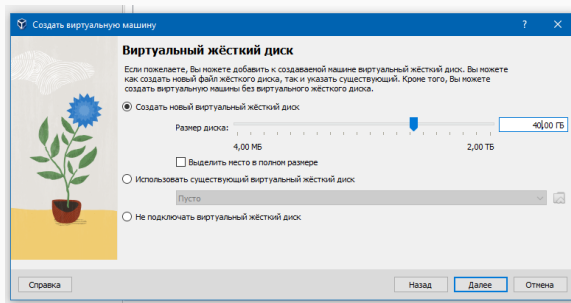 Создать виртуальную машину
Виртуальный жёсткий диск
Если пожелаете, Вы можете добавить к создаваемой машине виртуальный жёсткий диск. Вы можете
как создать новый файл жёсткого диска, так и указать существующий. Кроме того, Вы можете
создать виртуальную машины без виртуального жёсткого диска.
Создать новый виртуальный жёсткий диск
Размер диска:
40,00 ГБ
4,00 МБ
2,00 ТБ
Выделить место в полном размере
Использовать существующий виртуальный жёсткий диск
Пусто
Не подключать виртуальный жёсткий диск
Справка
Назад
Далее
Отмена